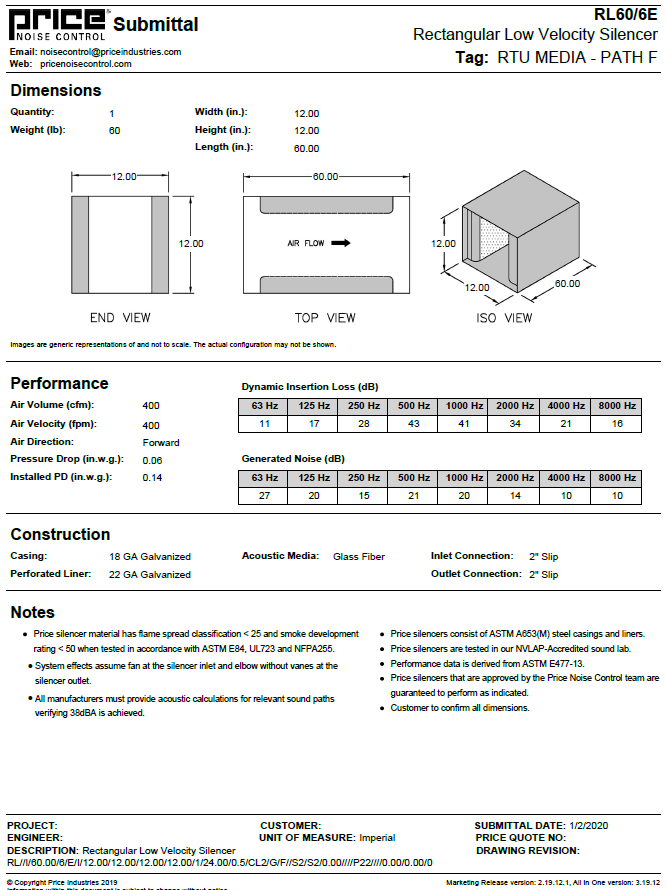 price® Submittal
NOISE CONTROL
Email: noisecontrol@priceindustries.com
Web: pricenoisecontrol.com
RL60/6E
Rectangular Low Velocity Silencer
Tag: RTU MEDIA - PATH F
Dimensions
Quantity: 1 Width (in.): 12.00
Weight (lb): 60 Height (in.): 12.00
Length (in.): 60.00
12.00
12.00
END VIEW
60.00
AIR FLOW
TOP VIEW
12.00
12.00
60.00
ISO VIEW
Images are generic representations of and not to scale. The actual configuration may not be shown.
Performance
Air Volume (cfm): 400
Air Velocity (fpm): 400
Air Direction: Forward
Pressure Drop (in.w.g.): 0.06
Installed PD (in.w.g.): 0.14
Dynamic Insertion Loss (dB)
63 Hz 125 Hz 250 Hz 500 Hz 1000 Hz 2000 Hz 4000 Hz 8000 Hz
11 17 28 43 41 34 21 16
Generated Noise (dB)
63 Hz 125 Hz 250 Hz 500 Hz 1000 Hz 2000 Hz 4000 Hz 8000 Hz
27 20 15 21 20 14 10 10
Construction
Casing: 18 GA Galvanized Acoustic Media: Glass Fiber Inlet Connection: 2" Slip
Perforated Liner: 22 GA Galvanized Outlet Connection: 2" Slip
Notes
• Price silencer material has flame spread classification < 25 and smoke development
rating < 50 when tested in accordance with ASTM E84, UL723 and NFPA255.
• System effects assume fan at the silencer inlet and elbow without vanes at the
silencer outlet.
• All manufacturers must provide acoustic calculations for relevant sound paths
verifying 38dBA is achieved.
• Price silencers consist of ASTM A653(M) steel casings and liners.
• Price silencers are tested in our NVLAP-Accredited sound lab.
• Performance data is derived from ASTM E477-13.
• Price silencers that are approved by the Price Noise Control team are
guaranteed to perform as indicated.
• Customer to confirm all dimensions.
PROJECT: CUSTOMER: SUBMITTAL DATE: 1/2/2020
ENGINEER: UNIT OF MEASURE: Imperial PRICE QUOTE NO:
DESCRIPTION: Rectangular Low Velocity Silencer DRAWING REVISION:
RL//I/60.00/6/E/I/12.00/12.00/12.00/12.00/1/24.00/0.5/CL2/G/F//S2/S2/0.00////P22////0.00/0.00/0
© Copyright Price Industries 2019 Marketing Release version: 2.19.12.1, All In One version: 3.19.12
Information within this document is subject to change without notice.